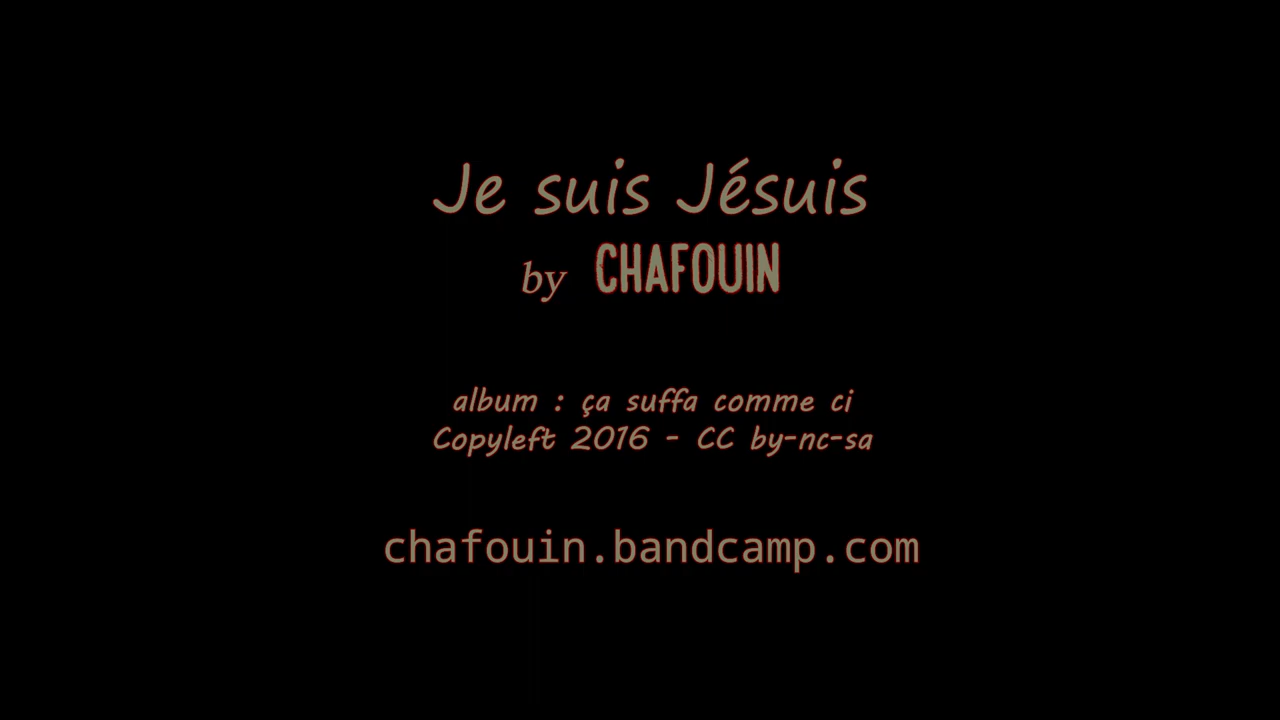 Je suis Jésuis
by CHAFOUIN
album : ça suffa comme ci
Copyleft 2016 - CC by-nc-sa
chafouin.bandcamp.com